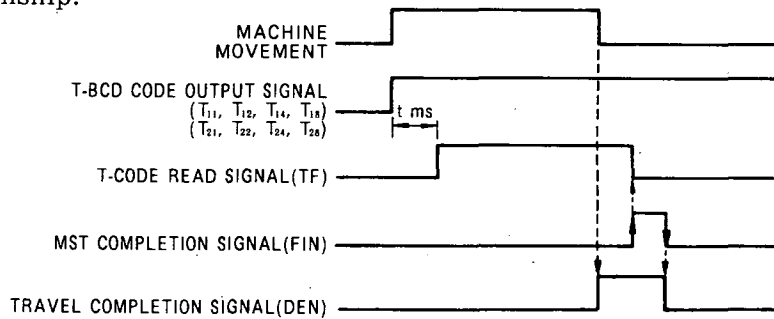 MACHINE
MOVEMENT
T-BCD CODE OUTPUT SIGNAL
(T₁₁, T₁₂, T₁₄, T₁₈)
(T₂₁, T₂₂, T₂₄, T₂₈)
t ms
T-CODE READ SIGNAL(TF)
MST COMPLETION SIGNAL(FIN)
TRAVEL COMPLETION SIGNAL(DEN)